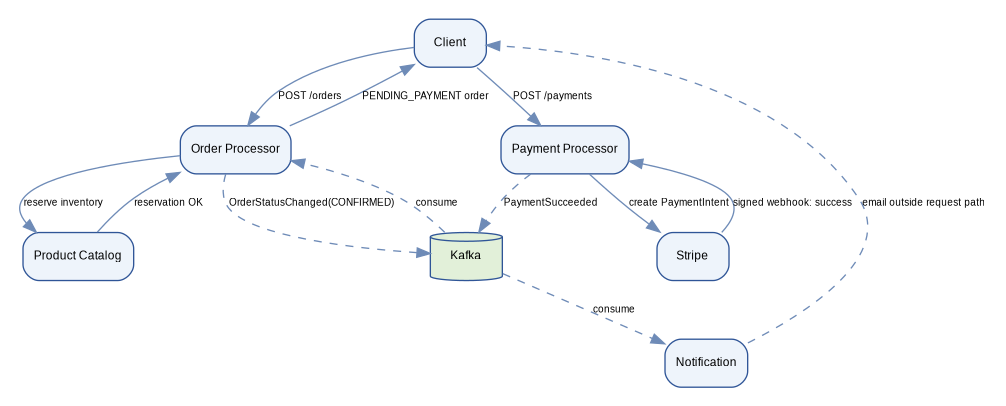 Client
POST /orders
PENDING_PAYMENT order
POST /payments
Order Processor
Payment Processor
reserve inventory
reservation OK
OrderStatusChanged(CONFIRMED)
consume
PaymentSucceeded
create PaymentIntent
signed webhook: success
email outside request path
Product Catalog
Kafka
Stripe
consume
Notification